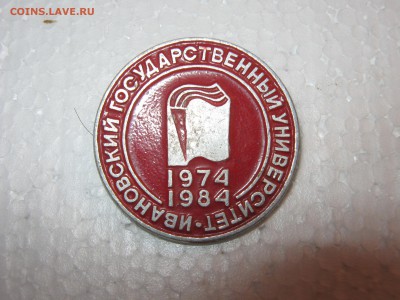 COINS.LAVE.RU
ИВАНОВСКИЙ ГОСУДАРСТВЕННЫЙ УНИВЕРСИТЕТ •
1974
1984